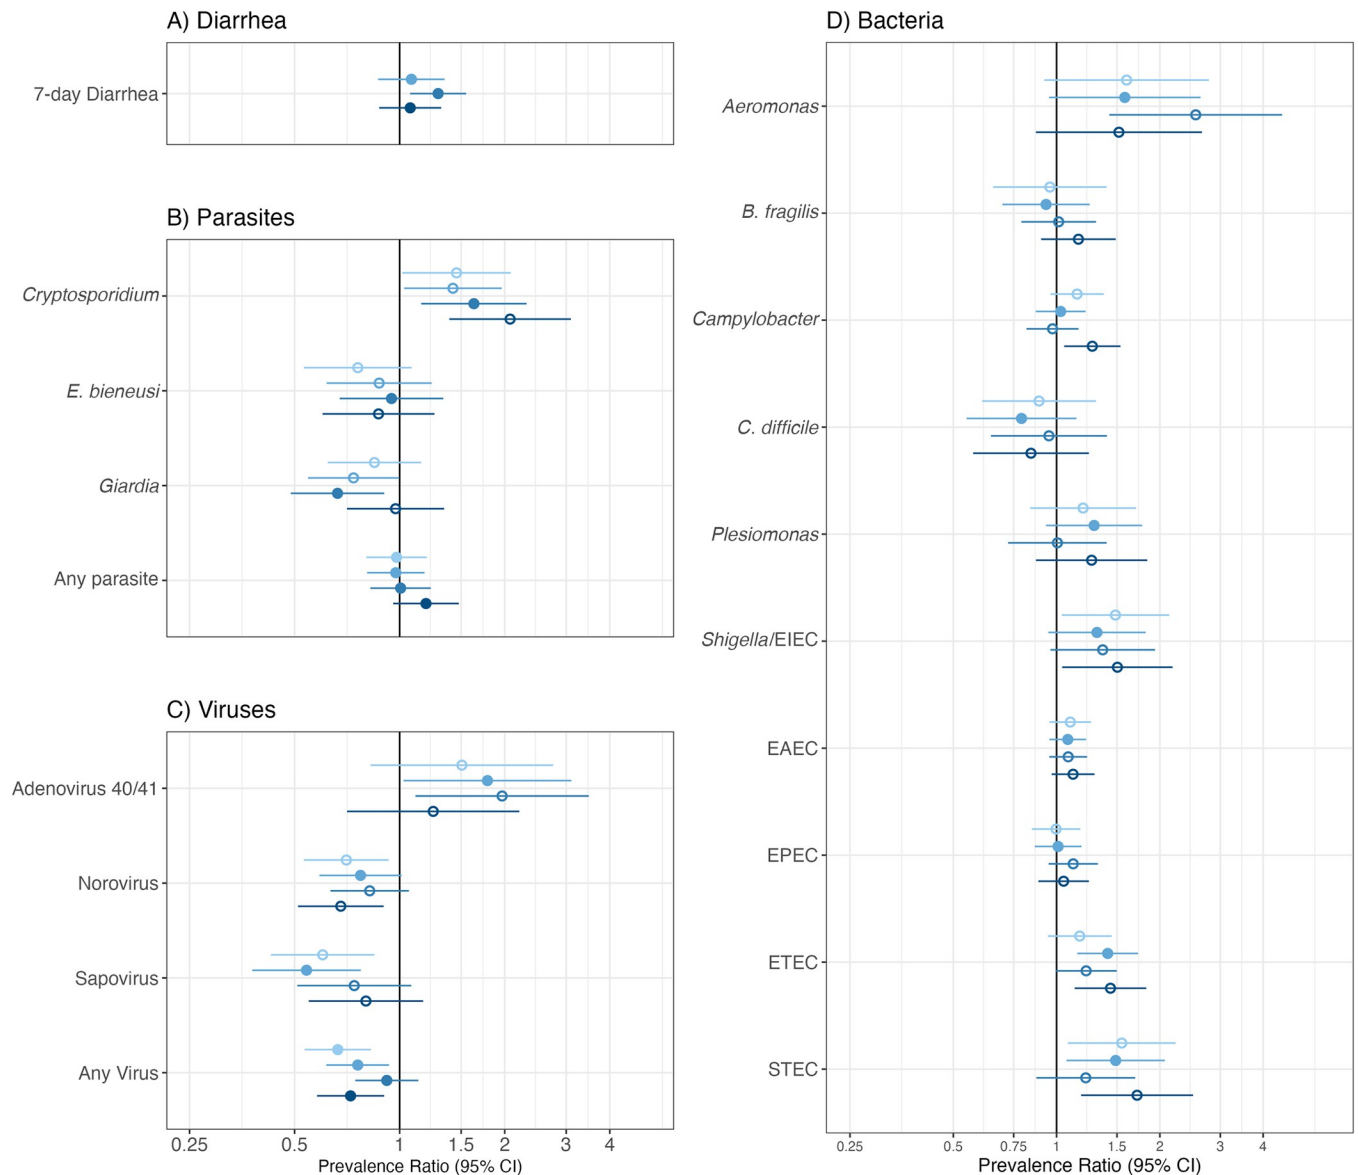 A) Diarrhea
7-day Diarrhea
B) Parasites
Cryptosporidium
E. bieneusi
Giardia
Any parasite
C) Viruses
Adenovirus 40/41
Norovirus
Sapovirus
Any Virus
0.25 0.5 1 1.5 2 3 4
Prevalence Ratio (95% CI)
D) Bacteria
Aeromonas
B. fragilis
Campylobacter
C. difficile
Plesiomonas
Shigella/EIEC
EAEC
EPEC
ETEC
STEC
0.25 0.5 0.75 1 1.5 2 3 4
Prevalence Ratio (95% CI)